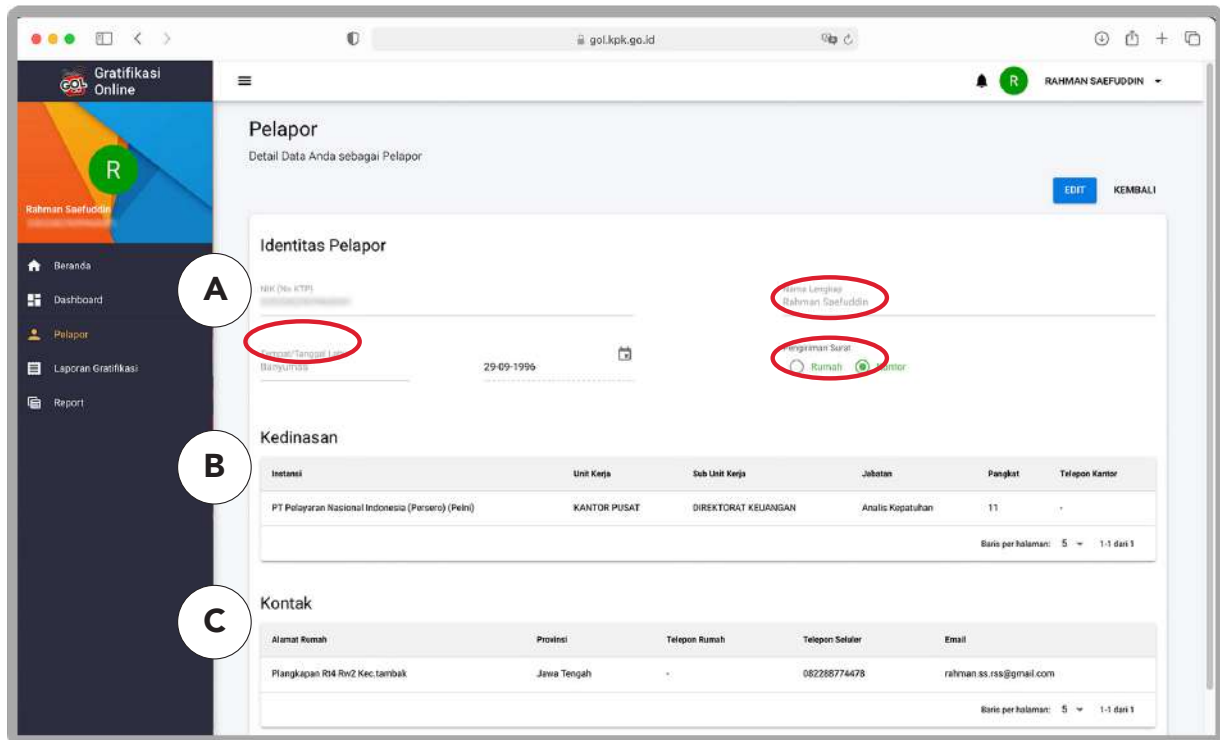 gol.kpk.go.id
GOL Gratifikasi Online
RAHMAN SAEFUDDIN
R
R
Rahman Saefuddin
Beranda
Dashboard
Pelapor
Laporan Gratifikasi
Report
Pelapor
Detail Data Anda sebagai Pelapor
EDIT KEMBALI
Identitas Pelapor
A
NIK (No KTP)
Nama Lengkap
Rahman Saefuddin
Tempat/Tanggal Lahir
Banyumas 29-09-1996
Pengiriman Surat
Rumah Kantor
Kedinasan
B
Instansi Unit Kerja Sub Unit Kerja Jabatan Pangkat Telepon Kantor
PT Pelayaran Nasional Indonesia (Persero) (Pelni) KANTOR PUSAT DIREKTORAT KEUANGAN Analis Kepatuhan 11 -
Baris per halaman: 5 1-1 dari 1
Kontak
C
Alamat Rumah Provinsi Telepon Rumah Telepon Seluler Email
Plangkapan Rt4 Rw2 Kec,tambak Jawa Tengah - 082288774478 rahman.ss.rss@gmail.com
Baris per halaman: 5 1-1 dari 1